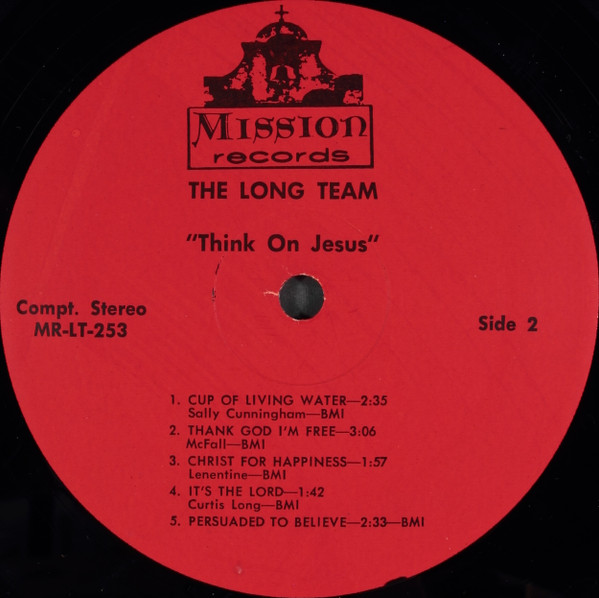 Mission
records
THE LONG TEAM
"Think On Jesus"
Compt. Stereo
MR-LT-253
Side 2
1. CUP OF LIVING WATER—2:35
Sally Cunningham—BMI
2. THANK GOD I'M FREE—3:06
McFall—BMI
3. CHRIST FOR HAPPINESS—1:57
Lenentine—BMI
4. IT'S THE LORD—1:42
Curtis Long—BMI
5. PERSUADED TO BELIEVE—2:33—BMI